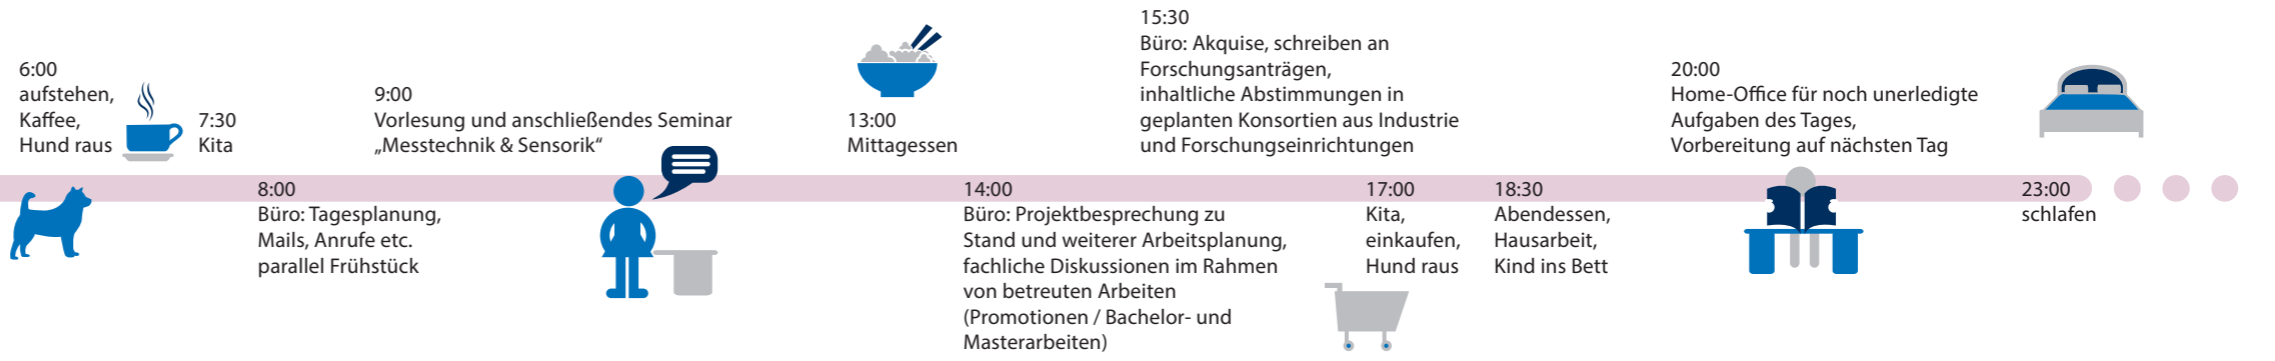 6:00
aufstehen,
Kaffee,
Hund raus
7:30
Kita
8:00
Büro: Tagesplanung,
Mails, Anrufe etc.
parallel Frühstück
9:00
Vorlesung und anschließendes Seminar
„Messtechnik & Sensorik“
13:00
Mittagessen
14:00
Büro: Projektbesprechung zu
Stand und weiterer Arbeitsplanung,
fachliche Diskussionen im Rahmen
von betreuten Arbeiten
(Promotionen / Bachelor- und
Masterarbeiten)
15:30
Büro: Akquise, schreiben an
Forschungsanträgen,
inhaltliche Abstimmungen in
geplanten Konsortien aus Industrie
und Forschungseinrichtungen
17:00
Kita,
einkaufen,
Hund raus
18:30
Abendessen,
Hausarbeit,
Kind ins Bett
20:00
Home-Office für noch unerledigte
Aufgaben des Tages,
Vorbereitung auf nächsten Tag
23:00
schlafen